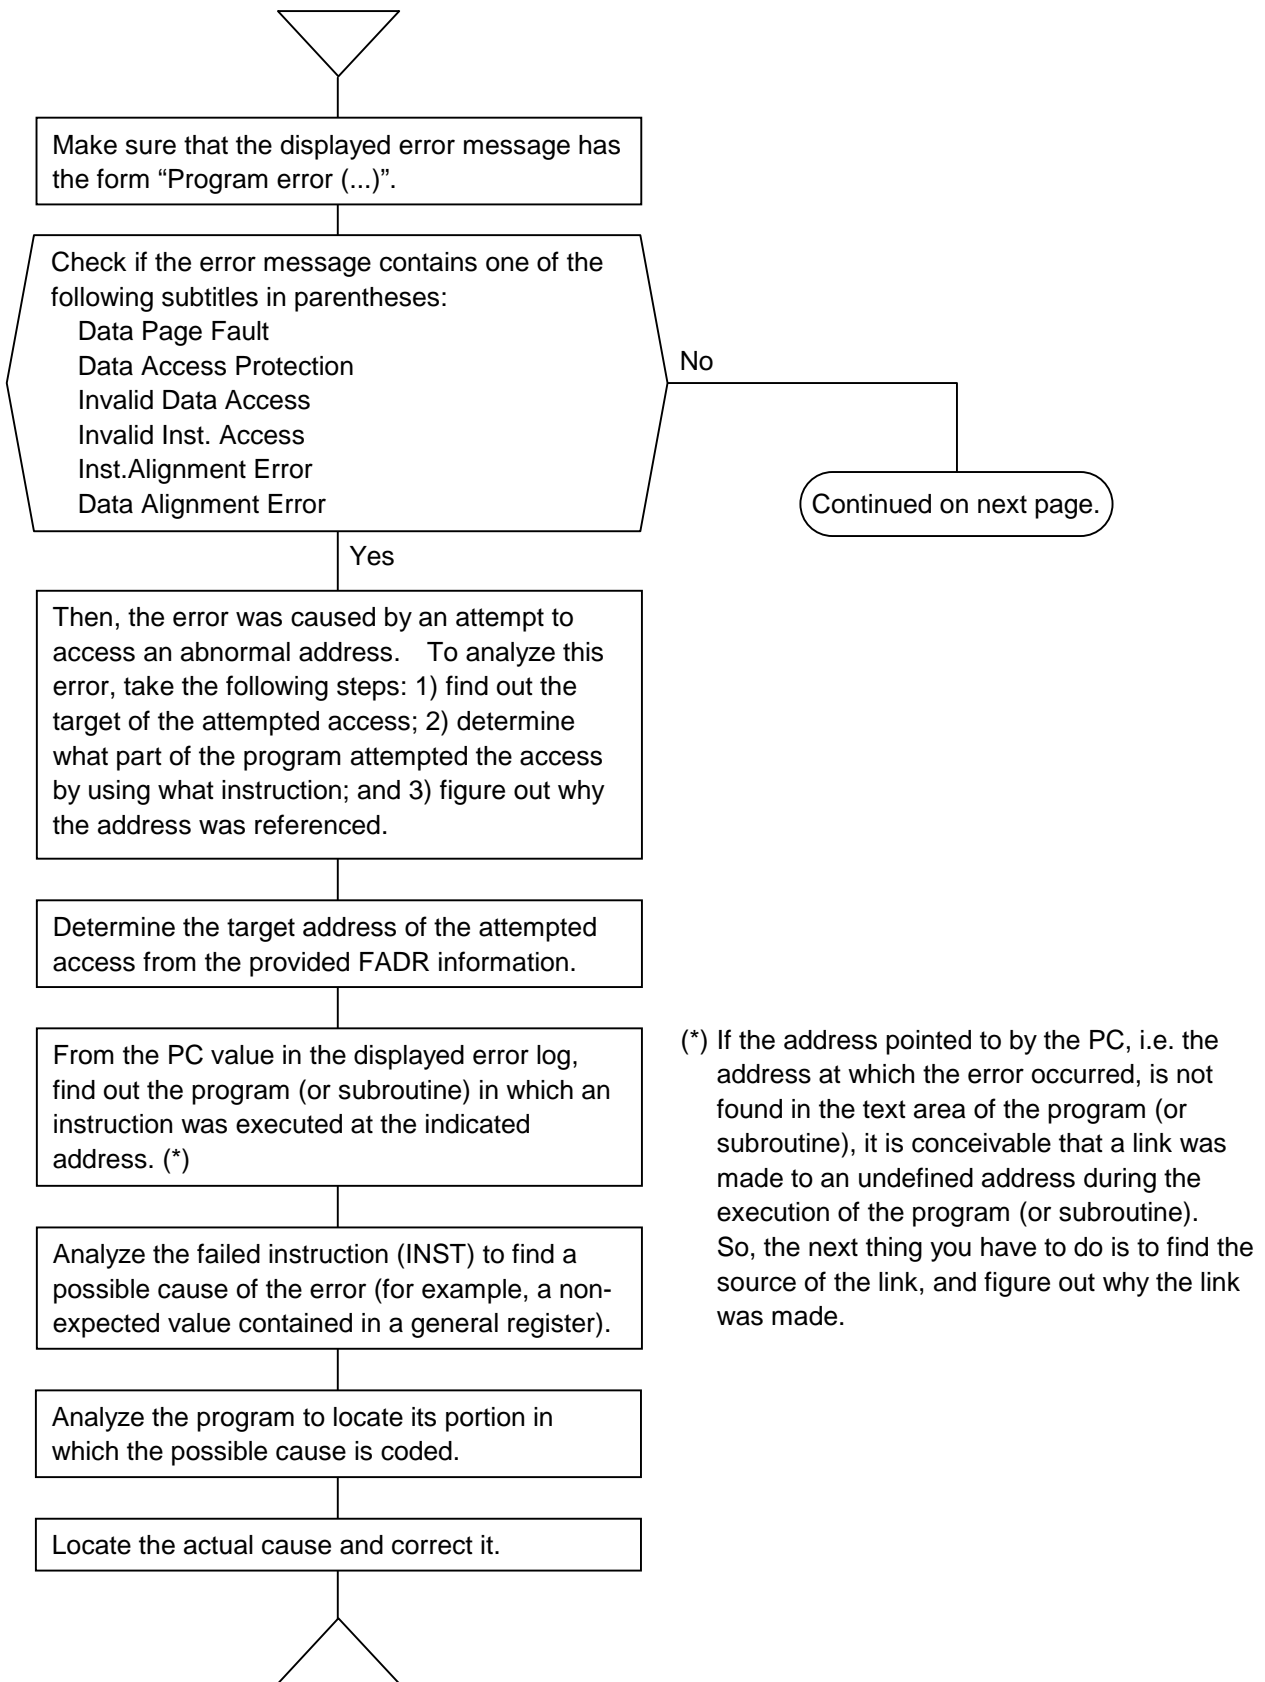 Make sure that the displayed error message has
the form “Program error (...)”.
Check if the error message contains one of the
following subtitles in parentheses:
Data Page Fault
Data Access Protection
Invalid Data Access
Invalid Inst. Access
Inst.Alignment Error
Data Alignment Error
No
Continued on next page.
Yes
Then, the error was caused by an attempt to
access an abnormal address. To analyze this
error, take the following steps: 1) find out the
target of the attempted access; 2) determine
what part of the program attempted the access
by using what instruction; and 3) figure out why
the address was referenced.
Determine the target address of the attempted
access from the provided FADR information.
From the PC value in the displayed error log,
find out the program (or subroutine) in which an
instruction was executed at the indicated
address. (*)
(*) If the address pointed to by the PC, i.e. the
address at which the error occurred, is not
found in the text area of the program (or
subroutine), it is conceivable that a link was
made to an undefined address during the
execution of the program (or subroutine).
So, the next thing you have to do is to find the
source of the link, and figure out why the link
was made.
Analyze the failed instruction (INST) to find a
possible cause of the error (for example, a non-
expected value contained in a general register).
Analyze the program to locate its portion in
which the possible cause is coded.
Locate the actual cause and correct it.